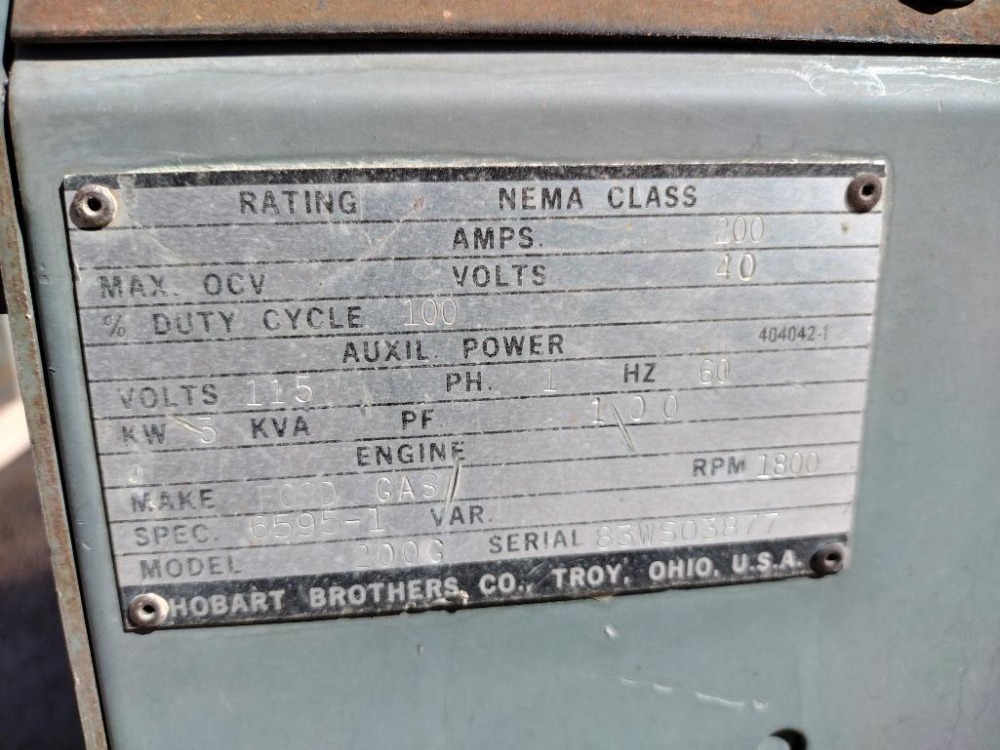 RATING NEMA CLASS
AMPS. 200
MAX. OCV VOLTS 40
% DUTY CYCLE 100
AUXIL. POWER 404042-1
VOLTS 115 PH. 1 HZ 60
KW 3 KVA PF 1 00
ENGINE
MAKE FORD GAS RPM 1800
SPEC. 6595-1 VAR.
MODEL 200G SERIAL 83WS03877
HOBART BROTHERS, CO., TROY, OHIO, U.S.A.